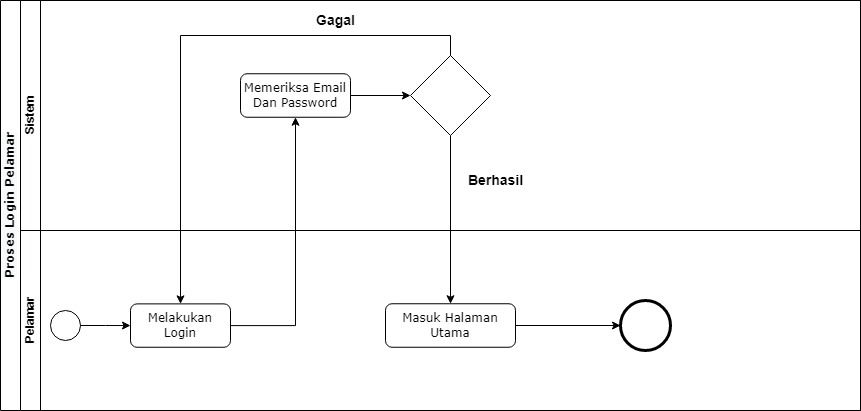 Proses Login Pelamar
Sistem
Gagal
Memeriksa Email
Dan Password
Berhasil
Pelamar
Melakukan
Login
Masuk Halaman
Utama